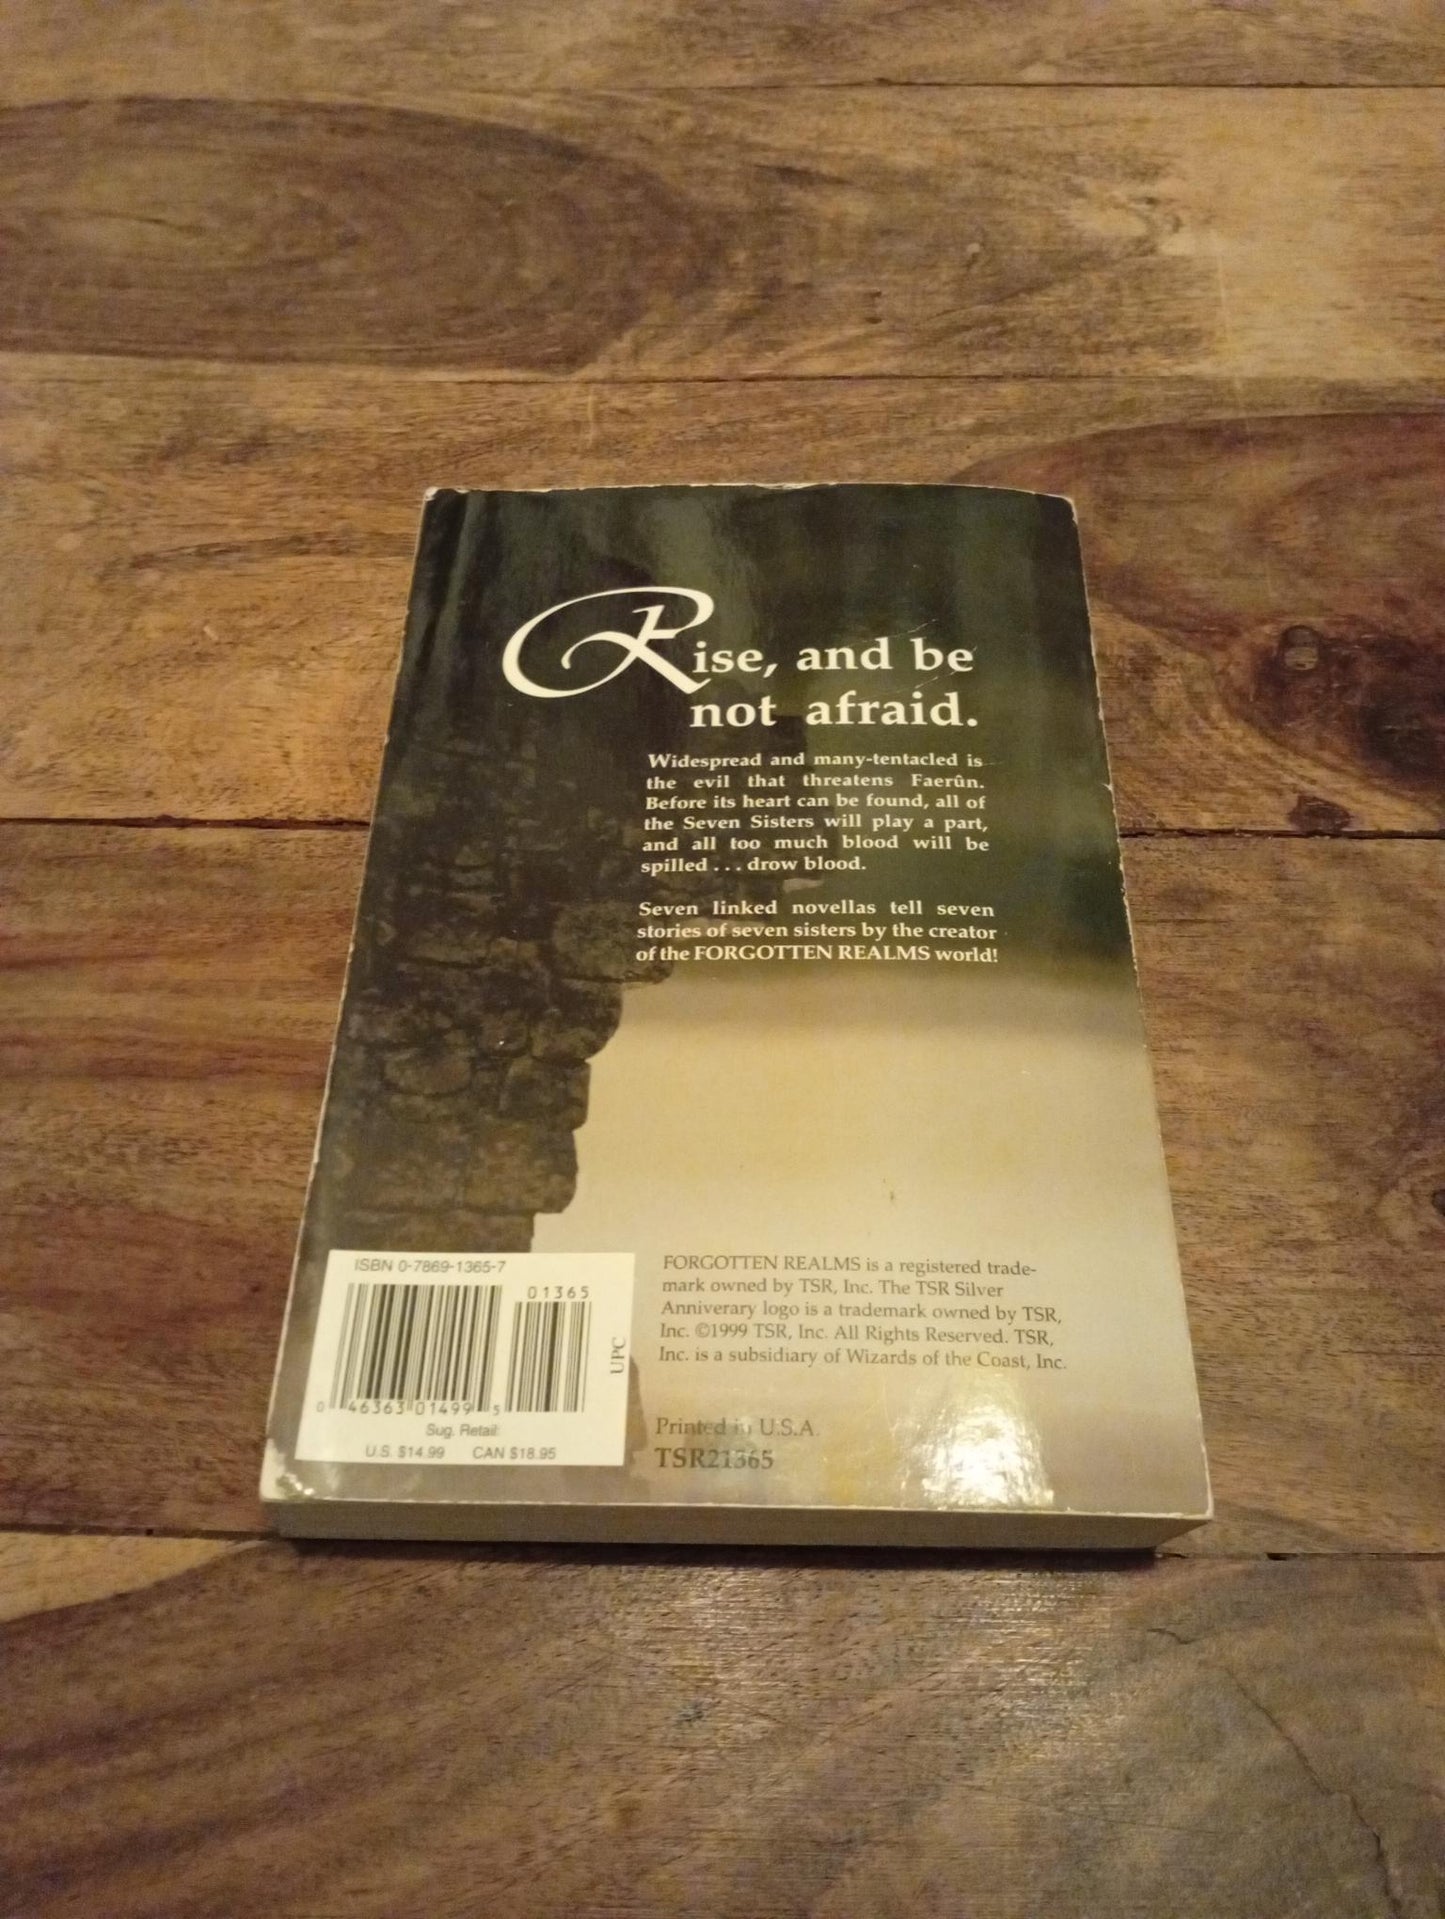 Rise, and be
not afraid.
Widespread and many-tentacled is
the evil that threatens Faerûn.
Before its heart can be found, all of
the Seven Sisters will play a part,
and all too much blood will be
spilled . . . drow blood.
Seven linked novellas tell seven
stories of seven sisters by the creator
of the FORGOTTEN REALMS world!
ISBN 0-7869-1365-7
01365
0 46363 01499 5
UPC
Sug. Retail:
U.S. $14.99 CAN $18.95
FORGOTTEN REALMS is a registered trade-
mark owned by TSR, Inc. The TSR Silver
Anniverary logo is a trademark owned by TSR,
Inc. ©1999 TSR, Inc. All Rights Reserved. TSR,
Inc. is a subsidiary of Wizards of the Coast, Inc.
Printed in U.S.A.
TSR21365